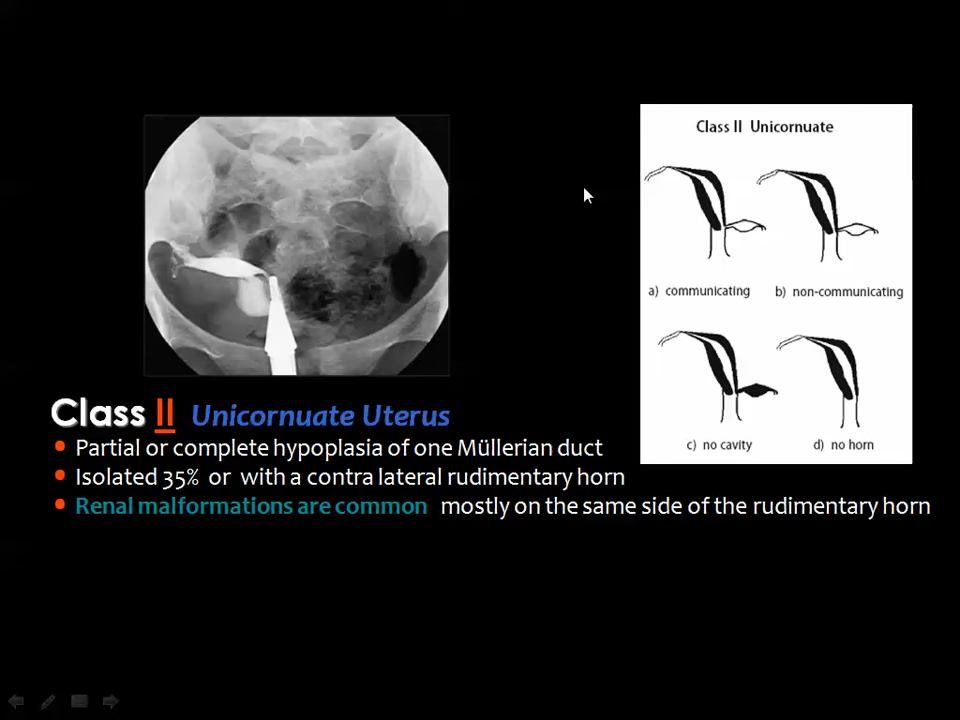 Class II Unicornuate
a) communicating
b) non-communicating
c) no cavity
d) no horn
Class II Unicornuate Uterus
• Partial or complete hypoplasia of one Müllerian duct
• Isolated 35% or with a contra lateral rudimentary horn
• Renal malformations are common mostly on the same side of the rudimentary horn